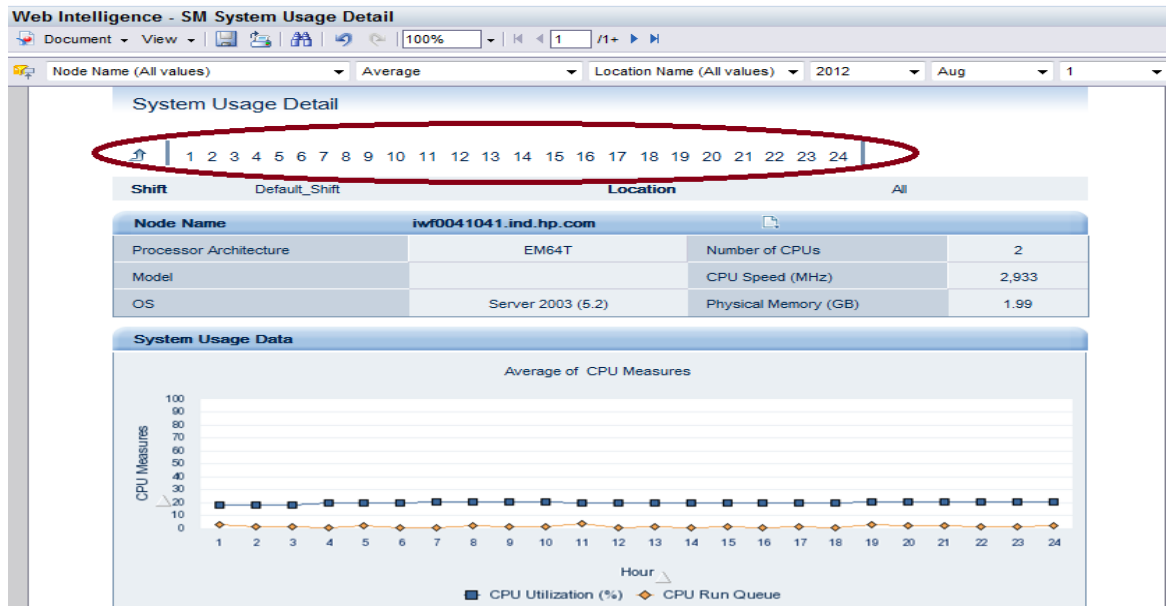 Web Intelligence - SM System Usage Detail
Document View 100% 1 /1+
Node Name (All values) Average Location Name (All values) 2012 Aug 1
System Usage Detail
1 2 3 4 5 6 7 8 9 10 11 12 13 14 15 16 17 18 19 20 21 22 23 24
Shift Default_Shift Location All
Node Name iwf0041041.ind.hp.com
Processor Architecture EM64T Number of CPUs 2
Model CPU Speed (MHz) 2,933
OS Server 2003 (5.2) Physical Memory (GB) 1.99
System Usage Data
Average of CPU Measures
CPU Measures
100
90
80
70
60
50
40
30
20
10
0
1 2 3 4 5 6 7 8 9 10 11 12 13 14 15 16 17 18 19 20 21 22 23 24
Hour
CPU Utilization (%) CPU Run Queue